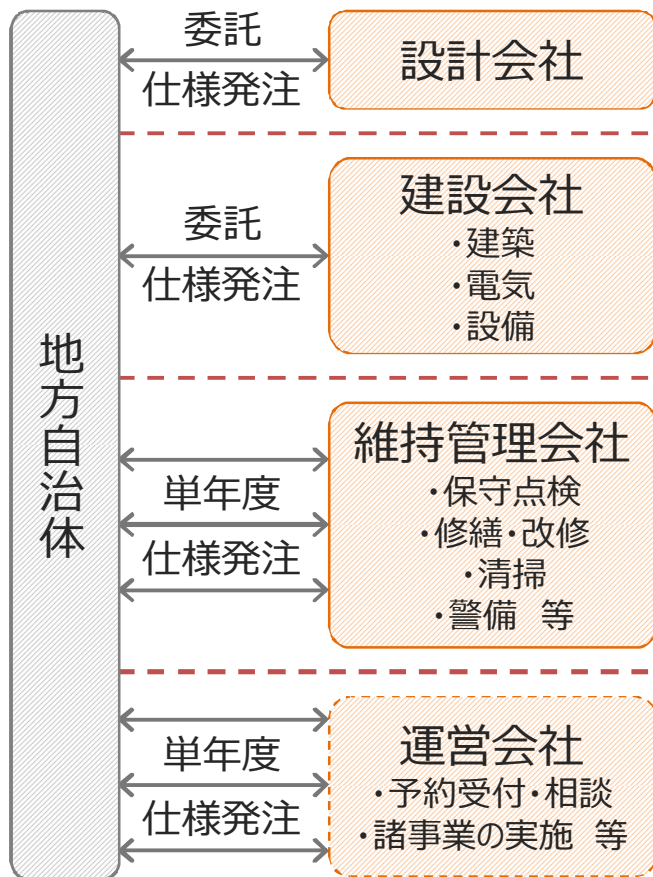 地方自治体
委託
仕様発注
設計会社
委託
仕様発注
建設会社
・建築
・電気
・設備
単年度
仕様発注
維持管理会社
・保守点検
・修繕・改修
・清掃
・警備　等
単年度
仕様発注
運営会社
・予約受付・相談
・諸事業の実施　等